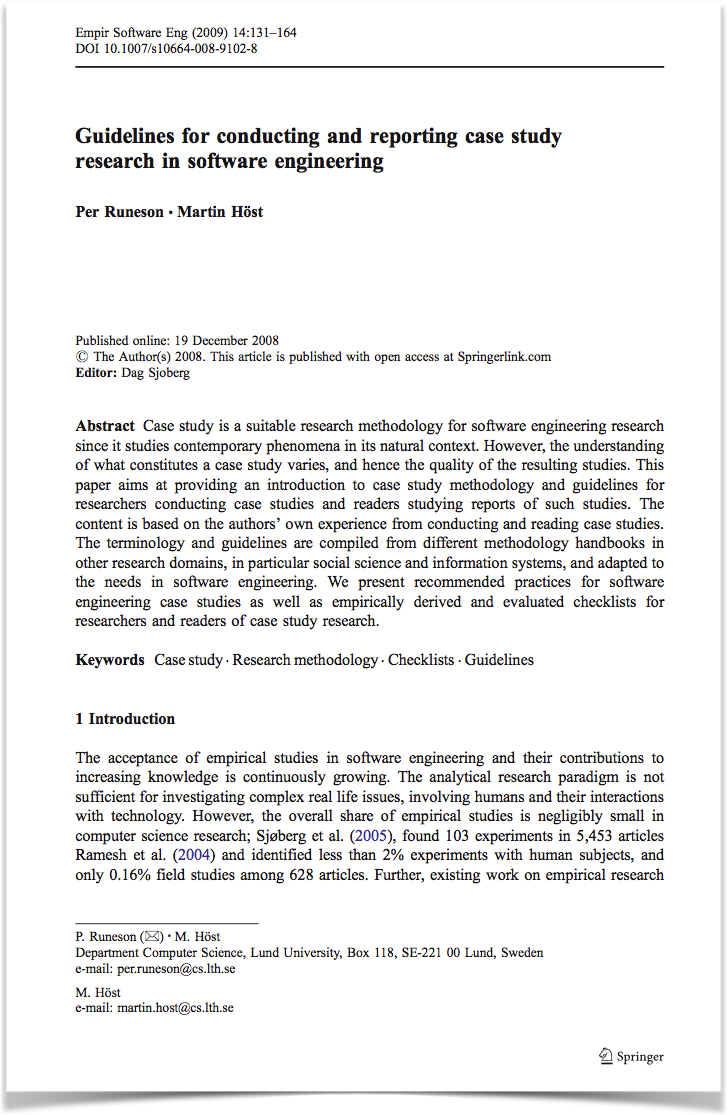 Empir Software Eng (2009) 14:131–164
DOI 10.1007/s10664-008-9102-8
Guidelines for conducting and reporting case study
research in software engineering
Per Runeson · Martin Höst
Published online: 19 December 2008
© The Author(s) 2008. This article is published with open access at Springerlink.com
Editor: Dag Sjoberg
Abstract Case study is a suitable research methodology for software engineering research
since it studies contemporary phenomena in its natural context. However, the understanding
of what constitutes a case study varies, and hence the quality of the resulting studies. This
paper aims at providing an introduction to case study methodology and guidelines for
researchers conducting case studies and readers studying reports of such studies. The
content is based on the authors’ own experience from conducting and reading case studies.
The terminology and guidelines are compiled from different methodology handbooks in
other research domains, in particular social science and information systems, and adapted to
the needs in software engineering. We present recommended practices for software
engineering case studies as well as empirically derived and evaluated checklists for
researchers and readers of case study research.
Keywords Case study · Research methodology · Checklists · Guidelines
1 Introduction
The acceptance of empirical studies in software engineering and their contributions to
increasing knowledge is continuously growing. The analytical research paradigm is not
sufficient for investigating complex real life issues, involving humans and their interactions
with technology. However, the overall share of empirical studies is negligibly small in
computer science research; Sjøberg et al. (2005), found 103 experiments in 5,453 articles
Ramesh et al. (2004) and identified less than 2% experiments with human subjects, and
only 0.16% field studies among 628 articles. Further, existing work on empirical research
P. Runeson (✉) · M. Höst
Department Computer Science, Lund University, Box 118, SE-221 00 Lund, Sweden
e-mail: per.runeson@cs.lth.se
M. Höst
e-mail: martin.host@cs.lth.se
Springer